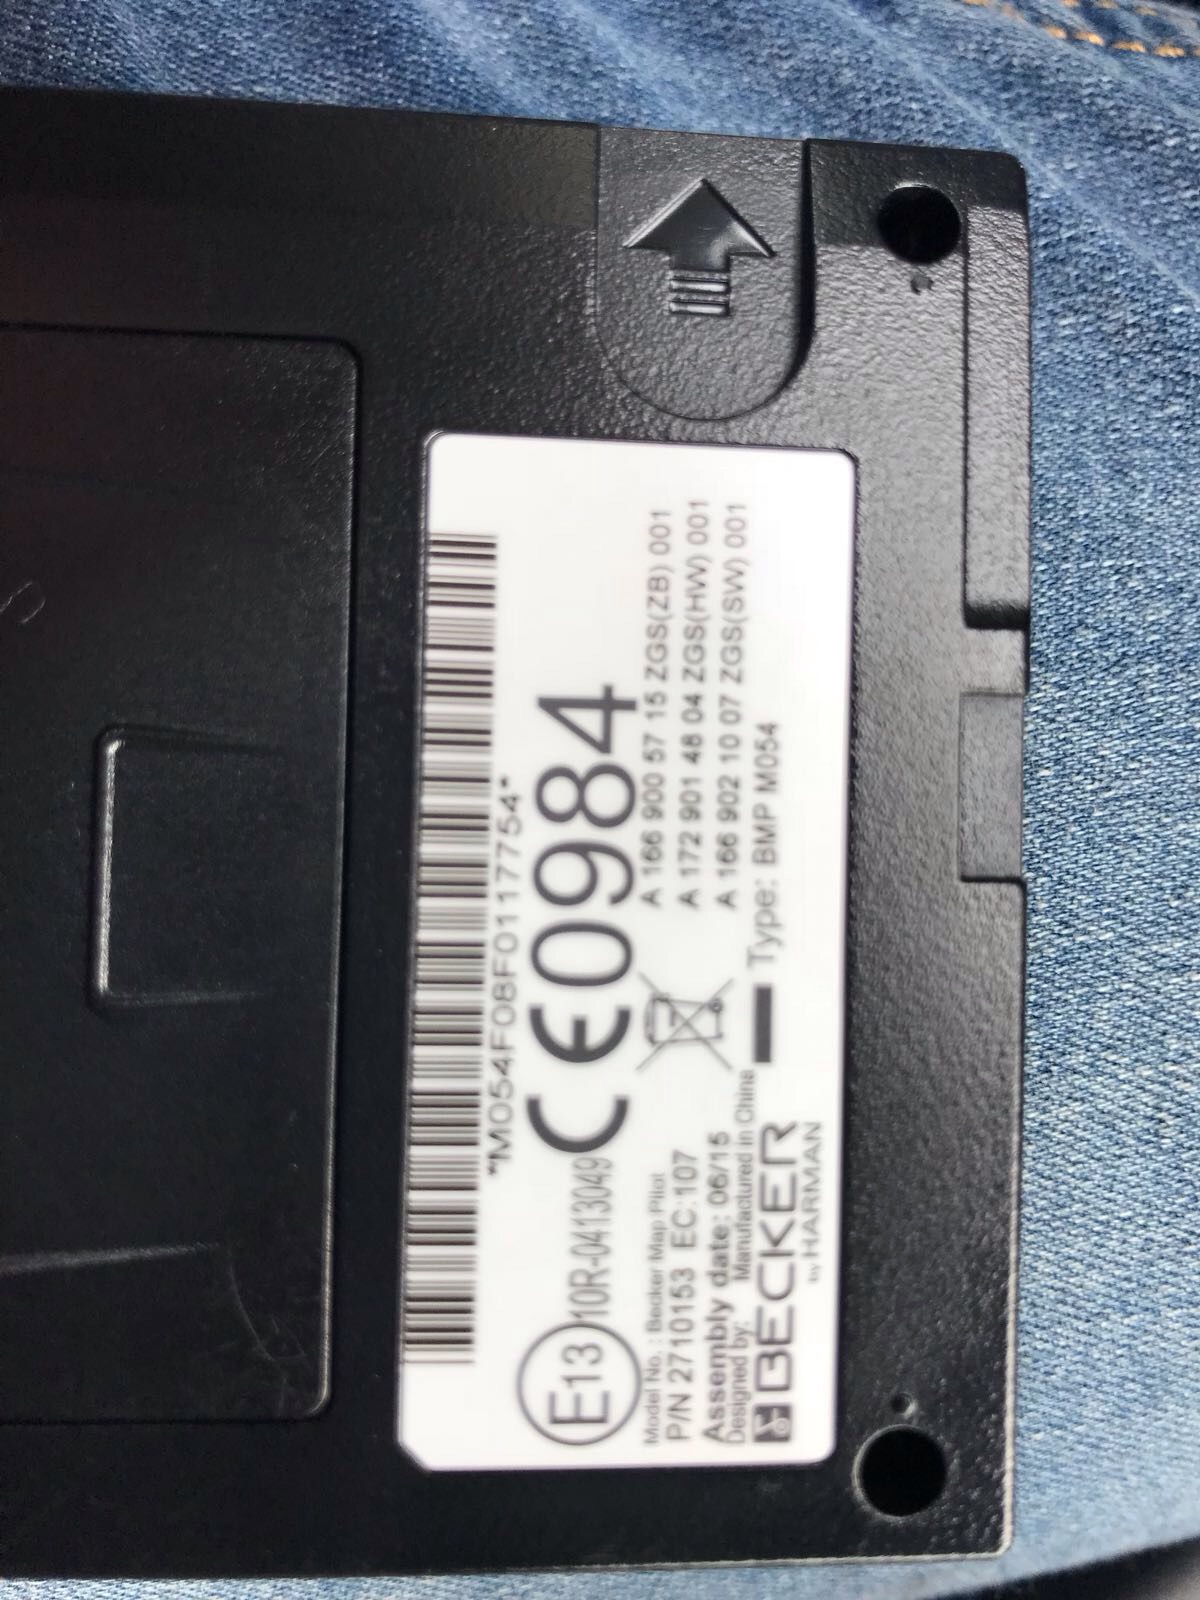 *M054F08F0117754*
E13 10R-0413049 CE0984
Model No. : Becker Map Pilot
P/N 2710153 EC:107
Assembly date: 06/15
Designed by: Manufactured in China
BECKER
by HARMAN
A 166 900 57 15 ZGS(ZB) 001
A 172 901 48 04 ZGS(HW) 001
A 166 902 10 07 ZGS(SW) 001
Type: BMP M054